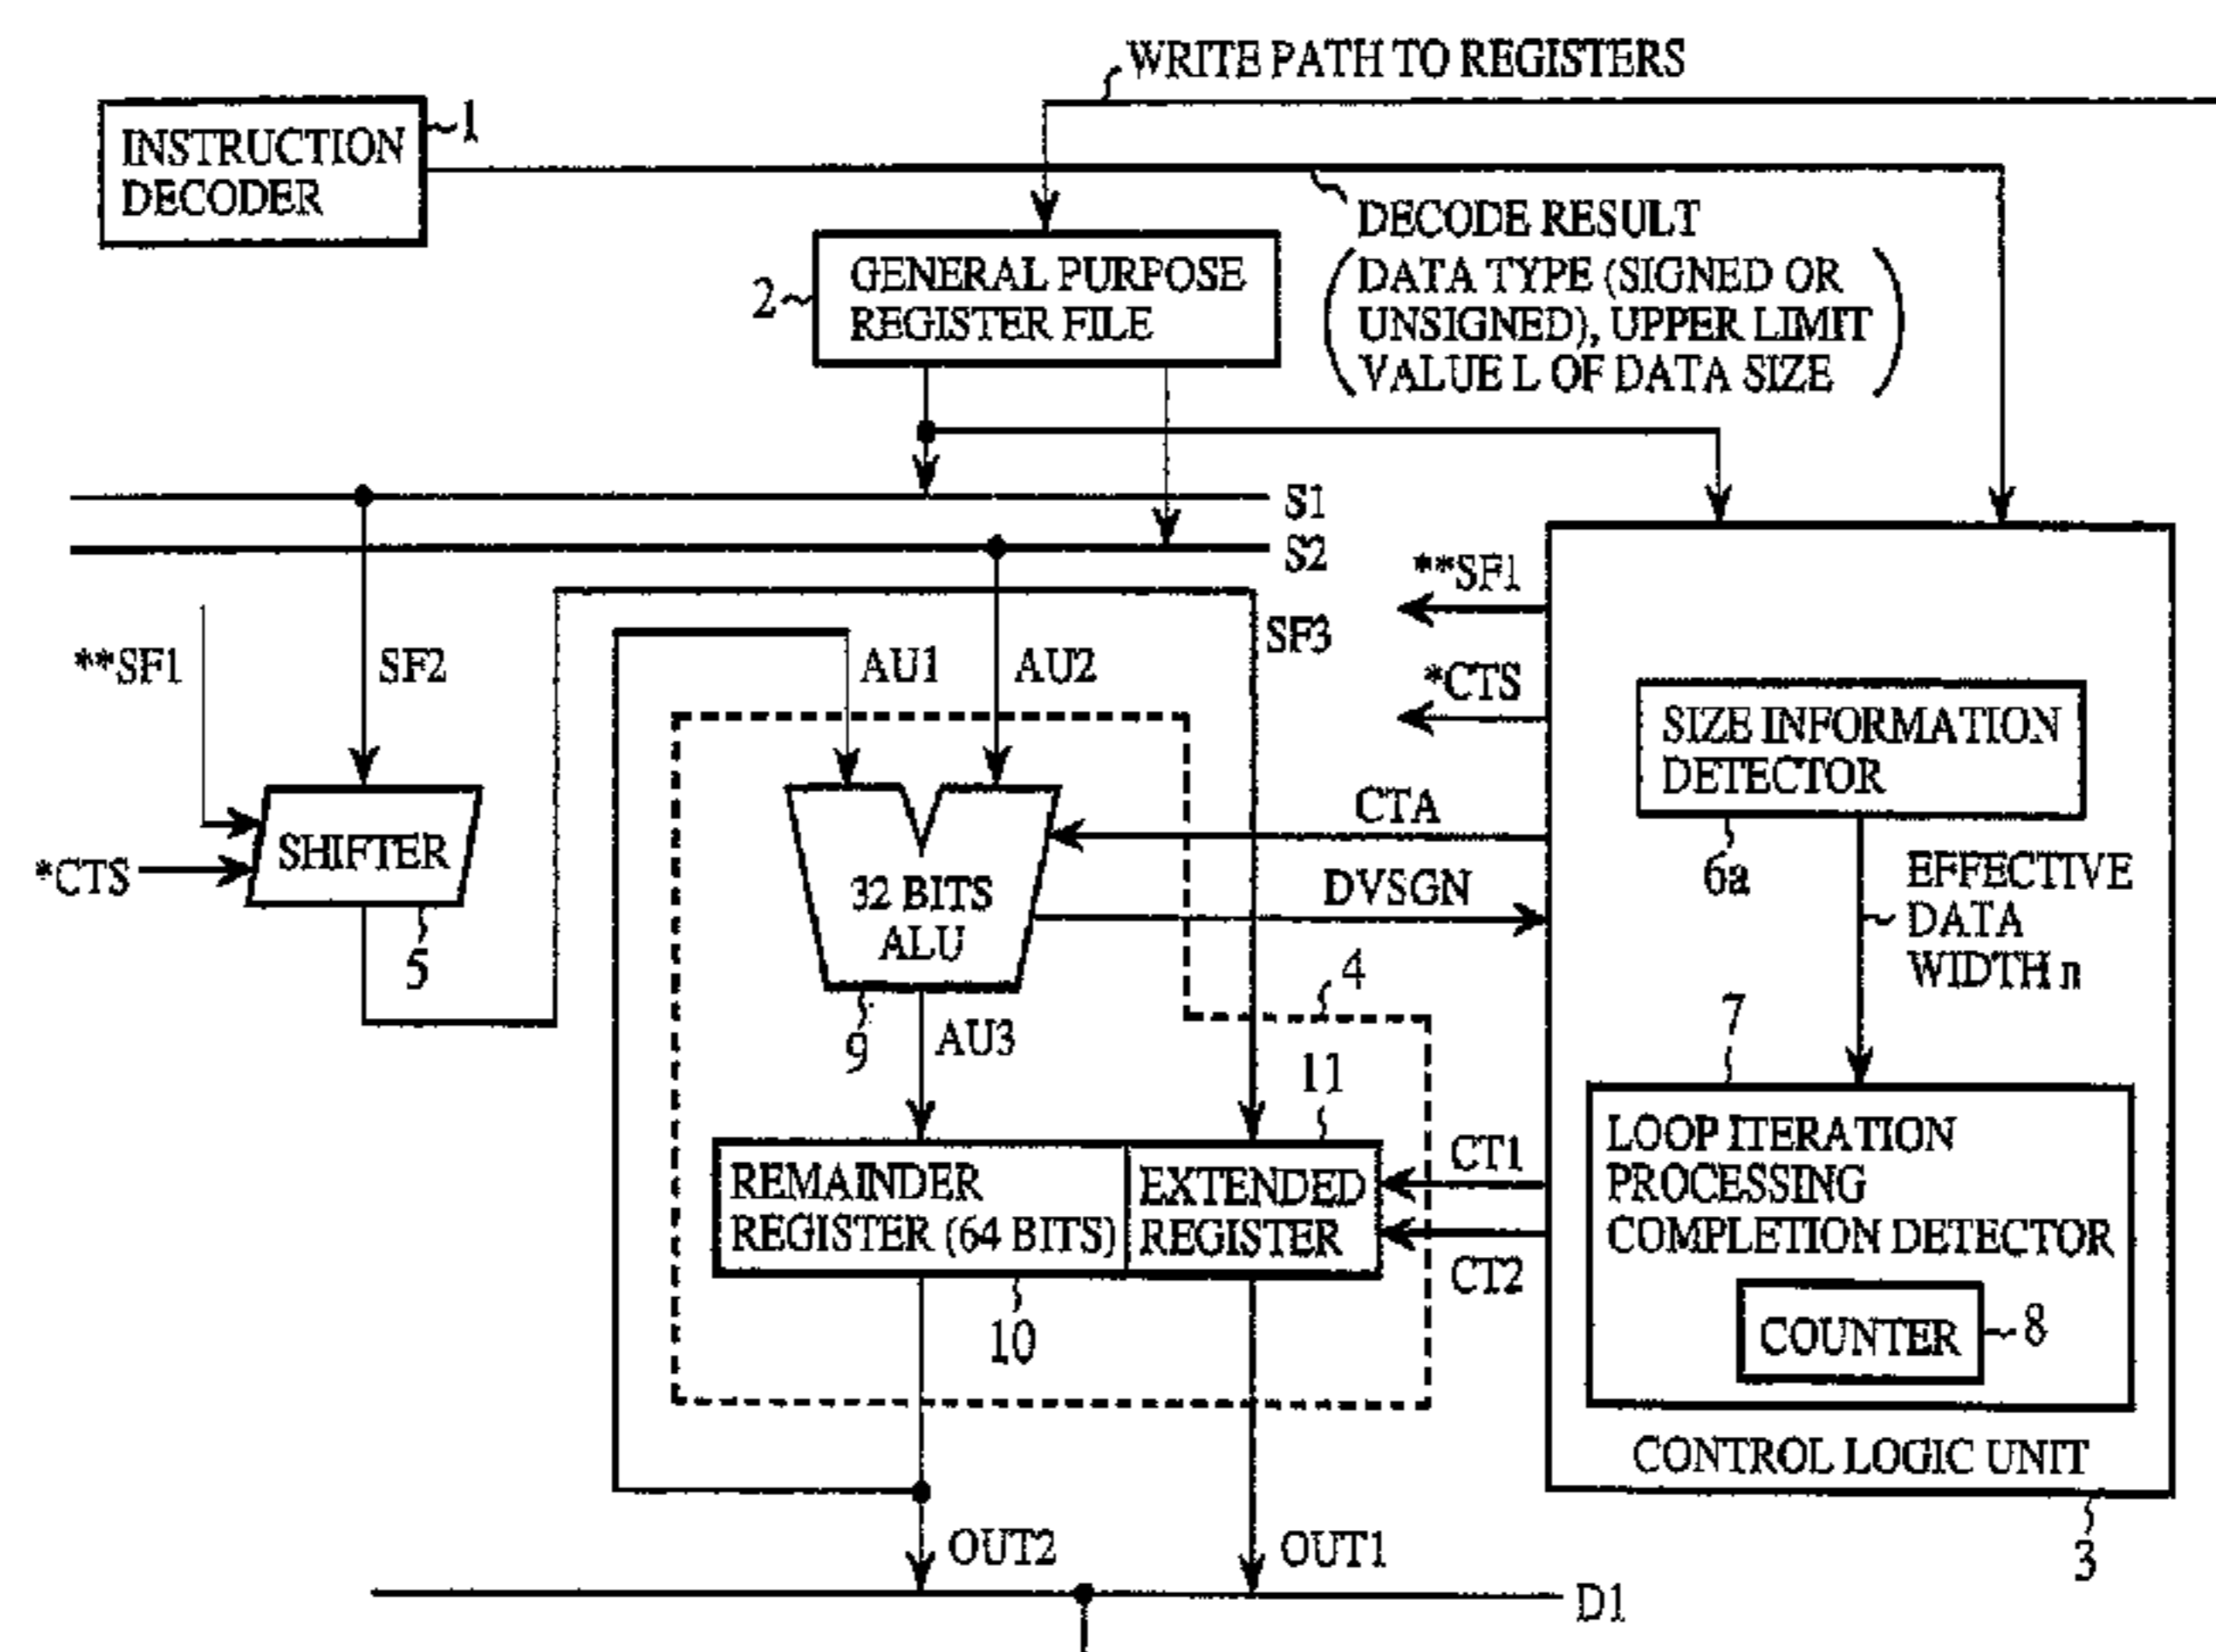 WRITE PATH TO REGISTERS
INSTRUCTION
DECODER
1
DECODE RESULT
DATA TYPE (SIGNED OR
UNSIGNED), UPPER LIMIT
VALUE L OF DATA SIZE
2
GENERAL PURPOSE
REGISTER FILE
S1
S2
**SF1
SF2
AU1
AU2
SF3
**SF1
*CTS
SIZE INFORMATION
DETECTOR
6a
*CTS
SHIFTER
5
32 BITS
ALU
9
CTA
DVSGN
EFFECTIVE
DATA
WIDTH n
AU3
4
11
7
REMAINDER
REGISTER (64 BITS)
EXTENDED
REGISTER
10
CT1
CT2
LOOP ITERATION
PROCESSING
COMPLETION DETECTOR
COUNTER
8
CONTROL LOGIC UNIT
3
OUT2
OUT1
D1